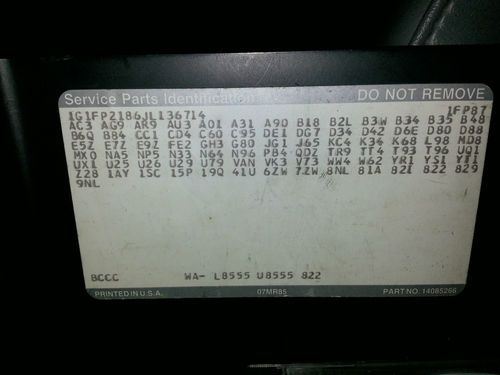 Service Parts Identification DO NOT REMOVE
1G1FP2186JL136714 1FP87
AC3 AG9 AR9 AU3 A01 A31 A90 B18 B2L B3W B34 B35 B48
B6Q B84 CC1 CD4 C60 C95 DE1 DG7 D34 D42 D6E D80 D88
E5Z E7Z E9Z FE2 GH3 G80 JG1 J65 KC4 K34 K68 L98 MD8
MX0 NA5 NP5 N33 N64 N96 PB4 QDZ TR9 TT4 T93 T96 UQ1
UX1 U25 U26 U29 U79 VAN VK3 V73 WW4 W62 YR1 YS1 YT1
Z28 1AY 1SC 15P 19Q 41U 6ZW 7ZW 8NL 81A 82I 822 829
9NL
BCCC WA- L8555 U8555 822
PRINTED IN U.S.A. 07MR85 PART NO. 14085266